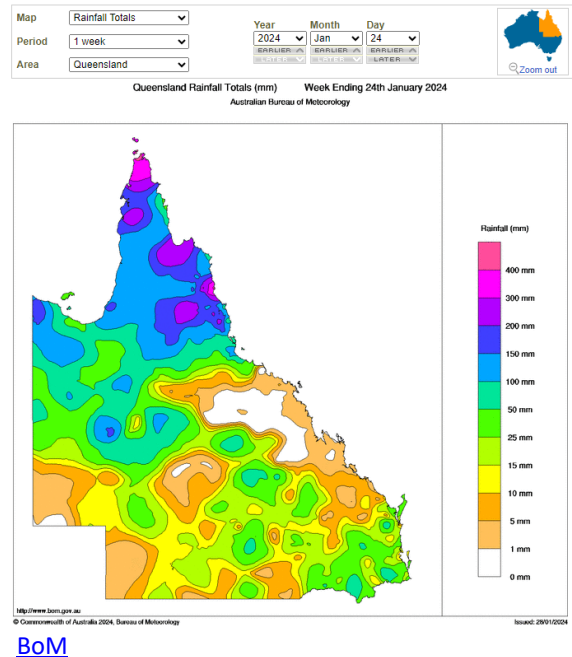 Map Rainfall Totals
Period 1 week
Area Queensland
Year Month Day
2024 Jan 24
EARLIER EARLIER EARLIER
LATER LATER LATER
Zoom out
Queensland Rainfall Totals (mm) Week Ending 24th January 2024
Australian Bureau of Meteorology
Rainfall (mm)
400 mm
300 mm
200 mm
150 mm
100 mm
50 mm
25 mm
15 mm
10 mm
5 mm
1 mm
0 mm
http://www.bom.gov.au
© Commonwealth of Australia 2024, Bureau of Meteorology Issued: 28/01/2024
BoM